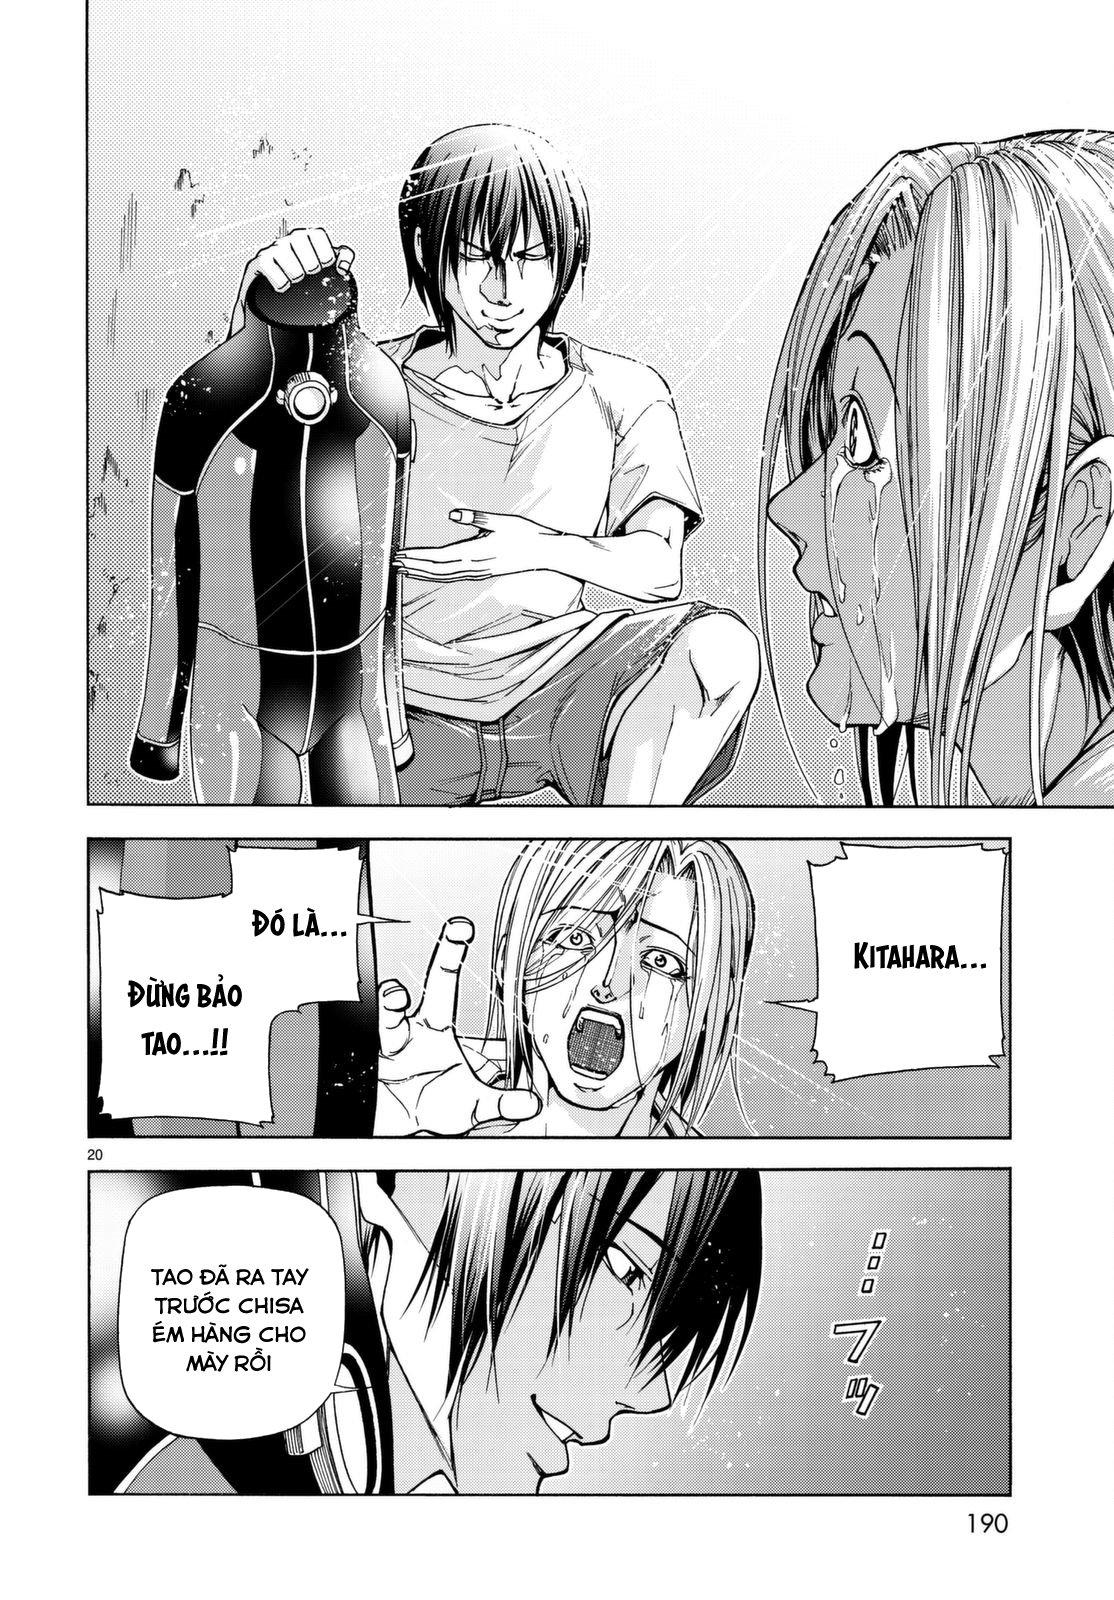 KITAHARA...
ĐÓ LÀ...
ĐỪNG BẢO
TAO...!!
20
...フッ
TAO ĐÃ RA TAY
TRƯỚC CHISA
ÉM HÀNG CHO
MÀY RỒI
190